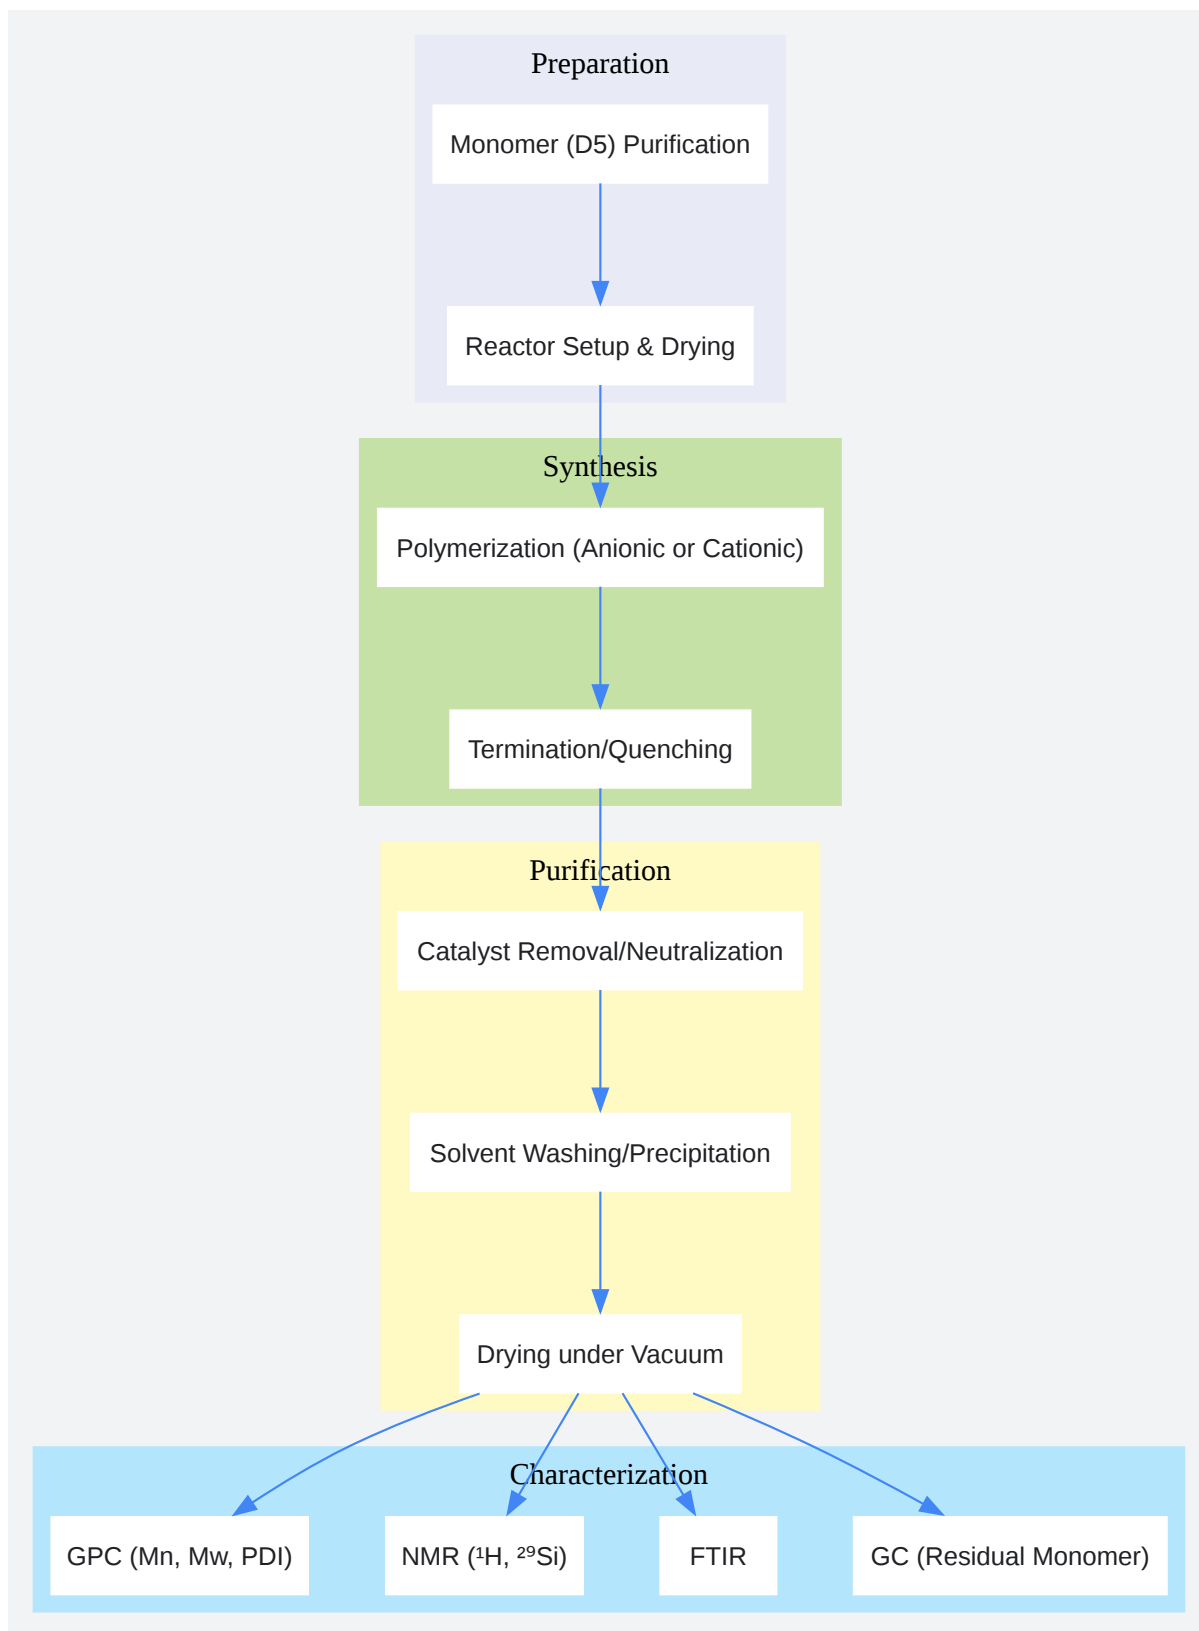 Preparation
Monomer (D5) Purification
Reactor Setup & Drying
Synthesis
Polymerization (Anionic or Cationic)
Termination/Quenching
Purification
Catalyst Removal/Neutralization
Solvent Washing/Precipitation
Drying under Vacuum
Characterization
GPC (Mn, Mw, PDI)
NMR (¹H, ²⁹Si)
FTIR
GC (Residual Monomer)